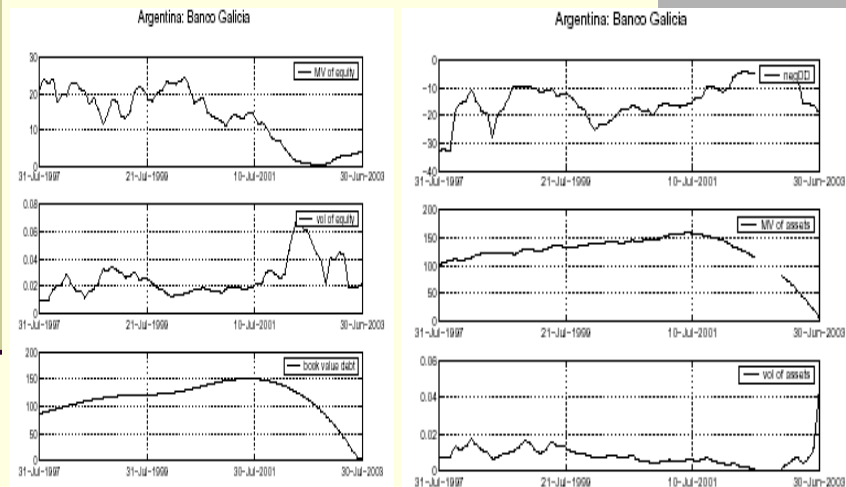 Argentina: Banco Galicia
30
20
10
0
MV of equity
31-Jul-1997 21-Jul-1999 10-Jul-2001 30-Jun-2003
0.08
0.06
0.04
0.02
0
vol of equity
31-Jul-1997 21-Jul-1999 10-Jul-2001 30-Jun-2003
200
150
100
50
0
book value debt
31-Jul-1997 31-Jul-1999 30-Jul-2001 30-Jul-2003
Argentina: Banco Galicia
0
-10
-20
-30
-40
negDD
31-Jul-1997 21-Jul-1999 10-Jul-2001 30-Jun-2003
200
150
100
50
0
MV of assets
31-Jul-1997 21-Jul-1999 10-Jul-2001 30-Jun-2003
0.06
0.04
0.02
0
vol of assets
31-Jul-1997 21-Jul-1999 10-Jul-2001 30-Jun-2003